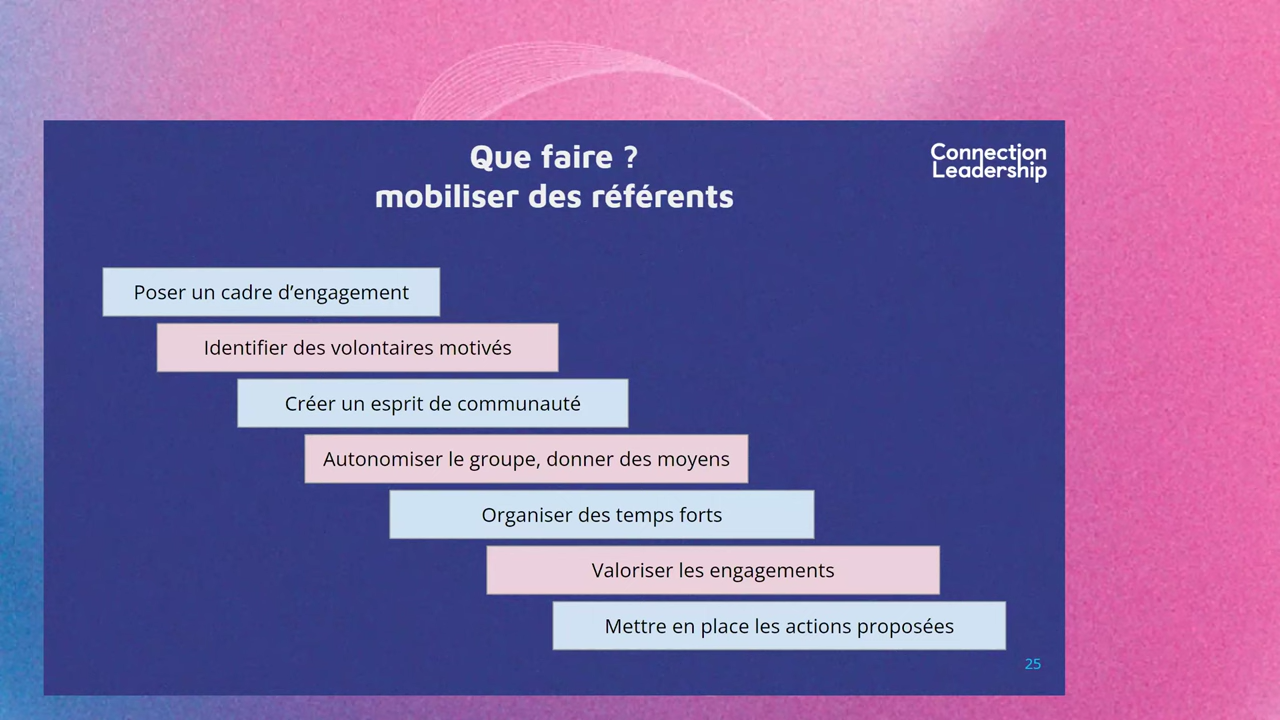 Que faire ?
mobiliser des référents
Connection
Leadership
Poser un cadre d’engagement
Identifier des volontaires motivés
Créer un esprit de communauté
Autonomiser le groupe, donner des moyens
Organiser des temps forts
Valoriser les engagements
Mettre en place les actions proposées
25